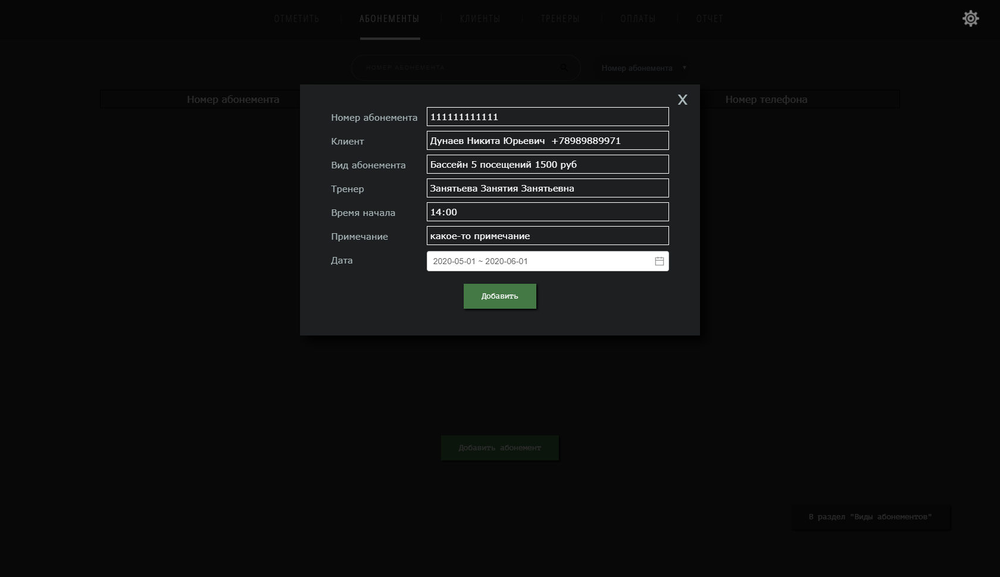 ОТМЕТИТЬ | АБОНЕМЕНТЫ | КЛИЕНТЫ | ТРЕНЕРЫ | ОПЛАТЫ | ОТЧЕТ
НОМЕР АБОНЕМЕНТА
Номер абонемента
Номер абонемента
Номер телефона
X
Номер абонемента 111111111111
Клиент Дунаев Никита Юрьевич +78989889971
Вид абонемента Бассейн 5 посещений 1500 руб
Тренер Занятьева Занятия Занятьевна
Время начала 14:00
Примечание какое-то примечание
Дата 2020-05-01 ~ 2020-06-01
Добавить
Добавить абонемент
В раздел "Виды абонементов"